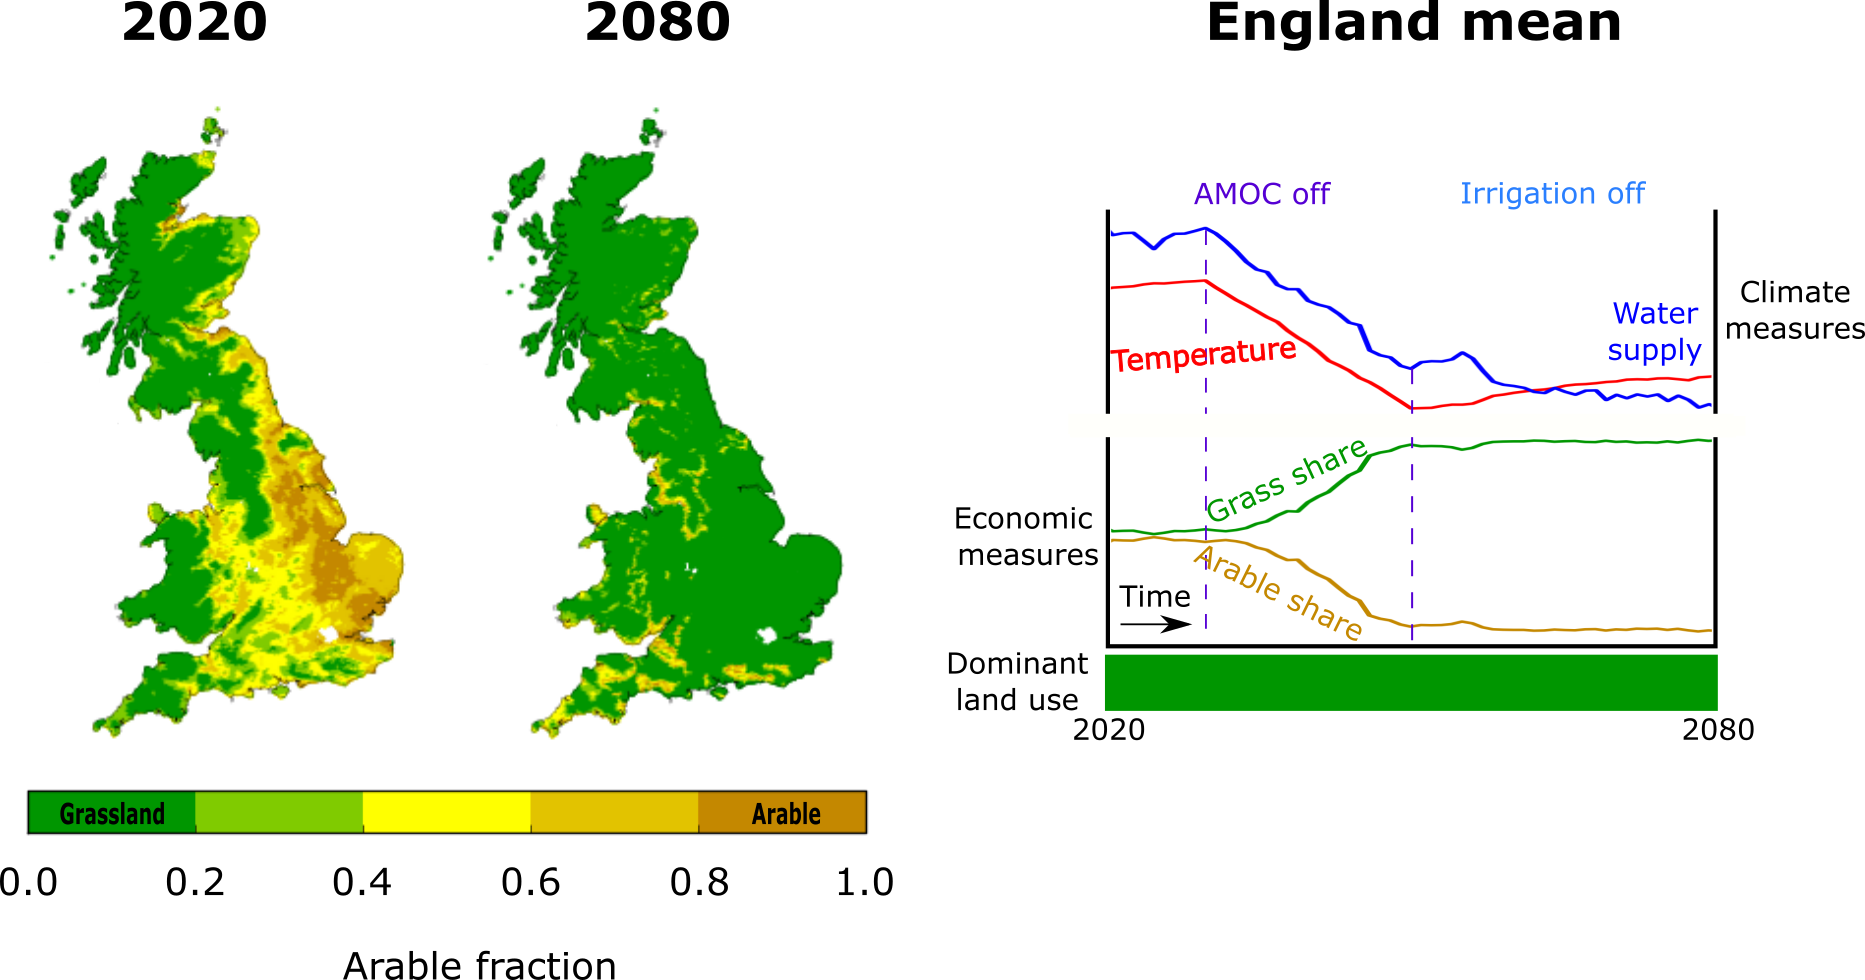 2020
2080
England mean
AMOC off
Irrigation off
Climate
measures
Water
supply
Temperature
Grass share
Economic
measures
Arable share
Time
Dominant
land use
2020
2080
Grassland
Arable
0.0
0.2
0.4
0.6
0.8
1.0
Arable fraction